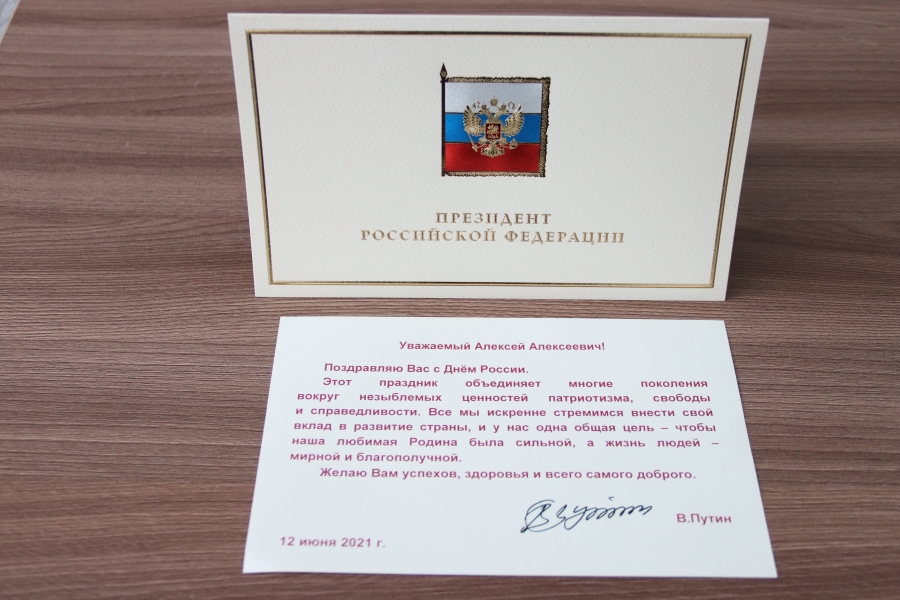 ПРЕЗИДЕНТ
РОССИЙСКОЙ ФЕДЕРАЦИИ
Уважаемый Алексей Алексеевич!
Поздравляю Вас с Днём России.
Этот праздник объединяет многие поколения
вокруг незыблемых ценностей патриотизма, свободы
и справедливости. Все мы искренне стремимся внести свой
вклад в развитие страны, и у нас одна общая цель – чтобы
наша любимая Родина была сильной, а жизнь людей –
мирной и благополучной.
Желаю Вам успехов, здоровья и всего самого доброго.
В.Путин
12 июня 2021 г.